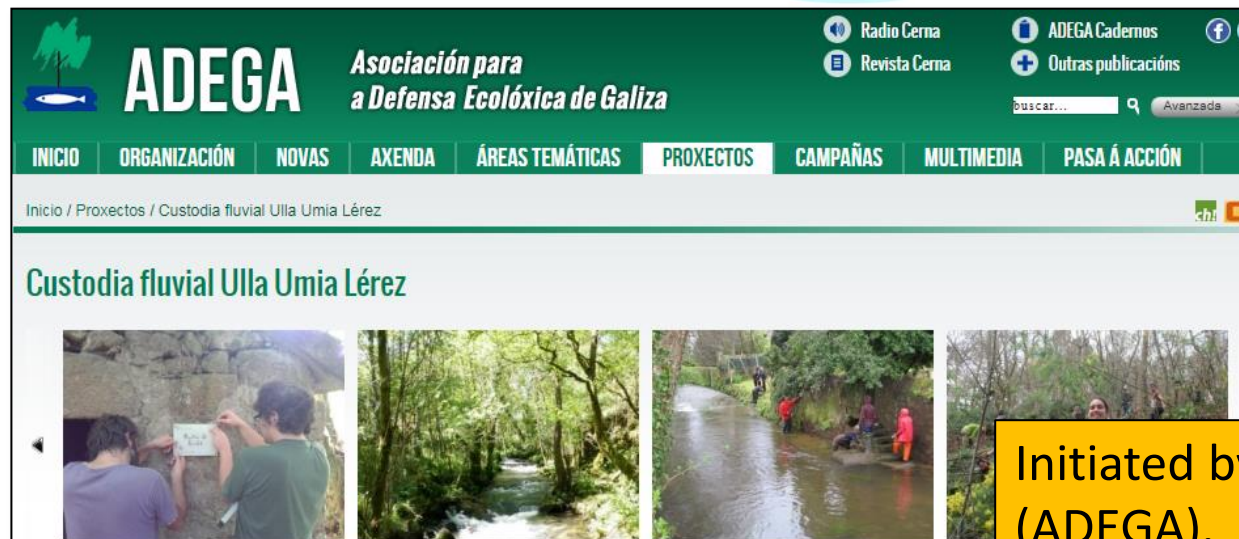 Radio Cerna
ADEGA Cadernos
ADEGA
Asociación para
a Defensa Ecolóxica de Galiza
Revista Cerna
Outras publicacións
buscar...
Avanzada
INICIO ORGANIZACIÓN NOVAS AXENDA ÁREAS TEMÁTICAS PROXECTOS CAMPAÑAS MULTIMEDIA PASA Á ACCIÓN
Inicio / Proxectos / Custodia fluvial Ulla Umia Lérez
ch!
Custodia fluvial Ulla Umia Lérez
Initiated by
(ADEGA).